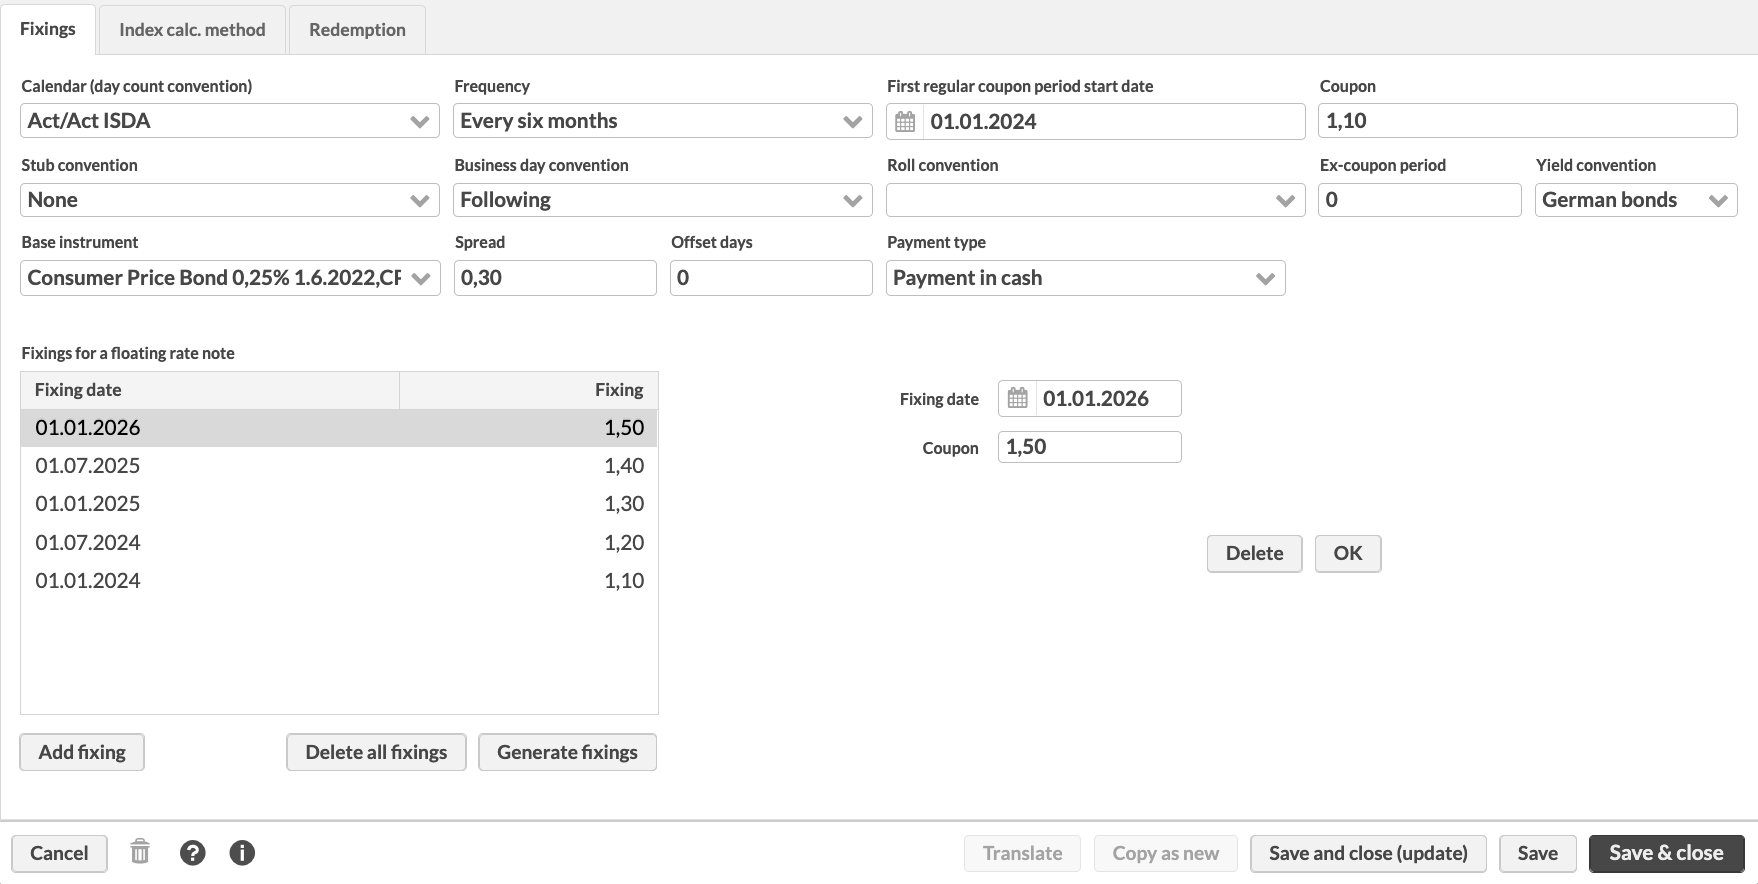 Fixings Index calc. method Redemption
Calendar (day count convention) Frequency First regular coupon period start date Coupon
Act/Act ISDA Every six months 01.01.2024 1,10
Stub convention Business day convention Roll convention Ex-coupon period Yield convention
None Following 0 German bonds
Base instrument Spread Offset days Payment type
Consumer Price Bond 0,25% 1.6.2022,CF 0,30 0 Payment in cash
Fixings for a floating rate note
Fixing date Fixing
01.01.2026 1,50
01.07.2025 1,40
01.01.2025 1,30
01.07.2024 1,20
01.01.2024 1,10
Fixing date 01.01.2026
Coupon 1,50
Delete OK
Add fixing Delete all fixings Generate fixings
Cancel ? i Translate Copy as new Save and close (update) Save Save & close